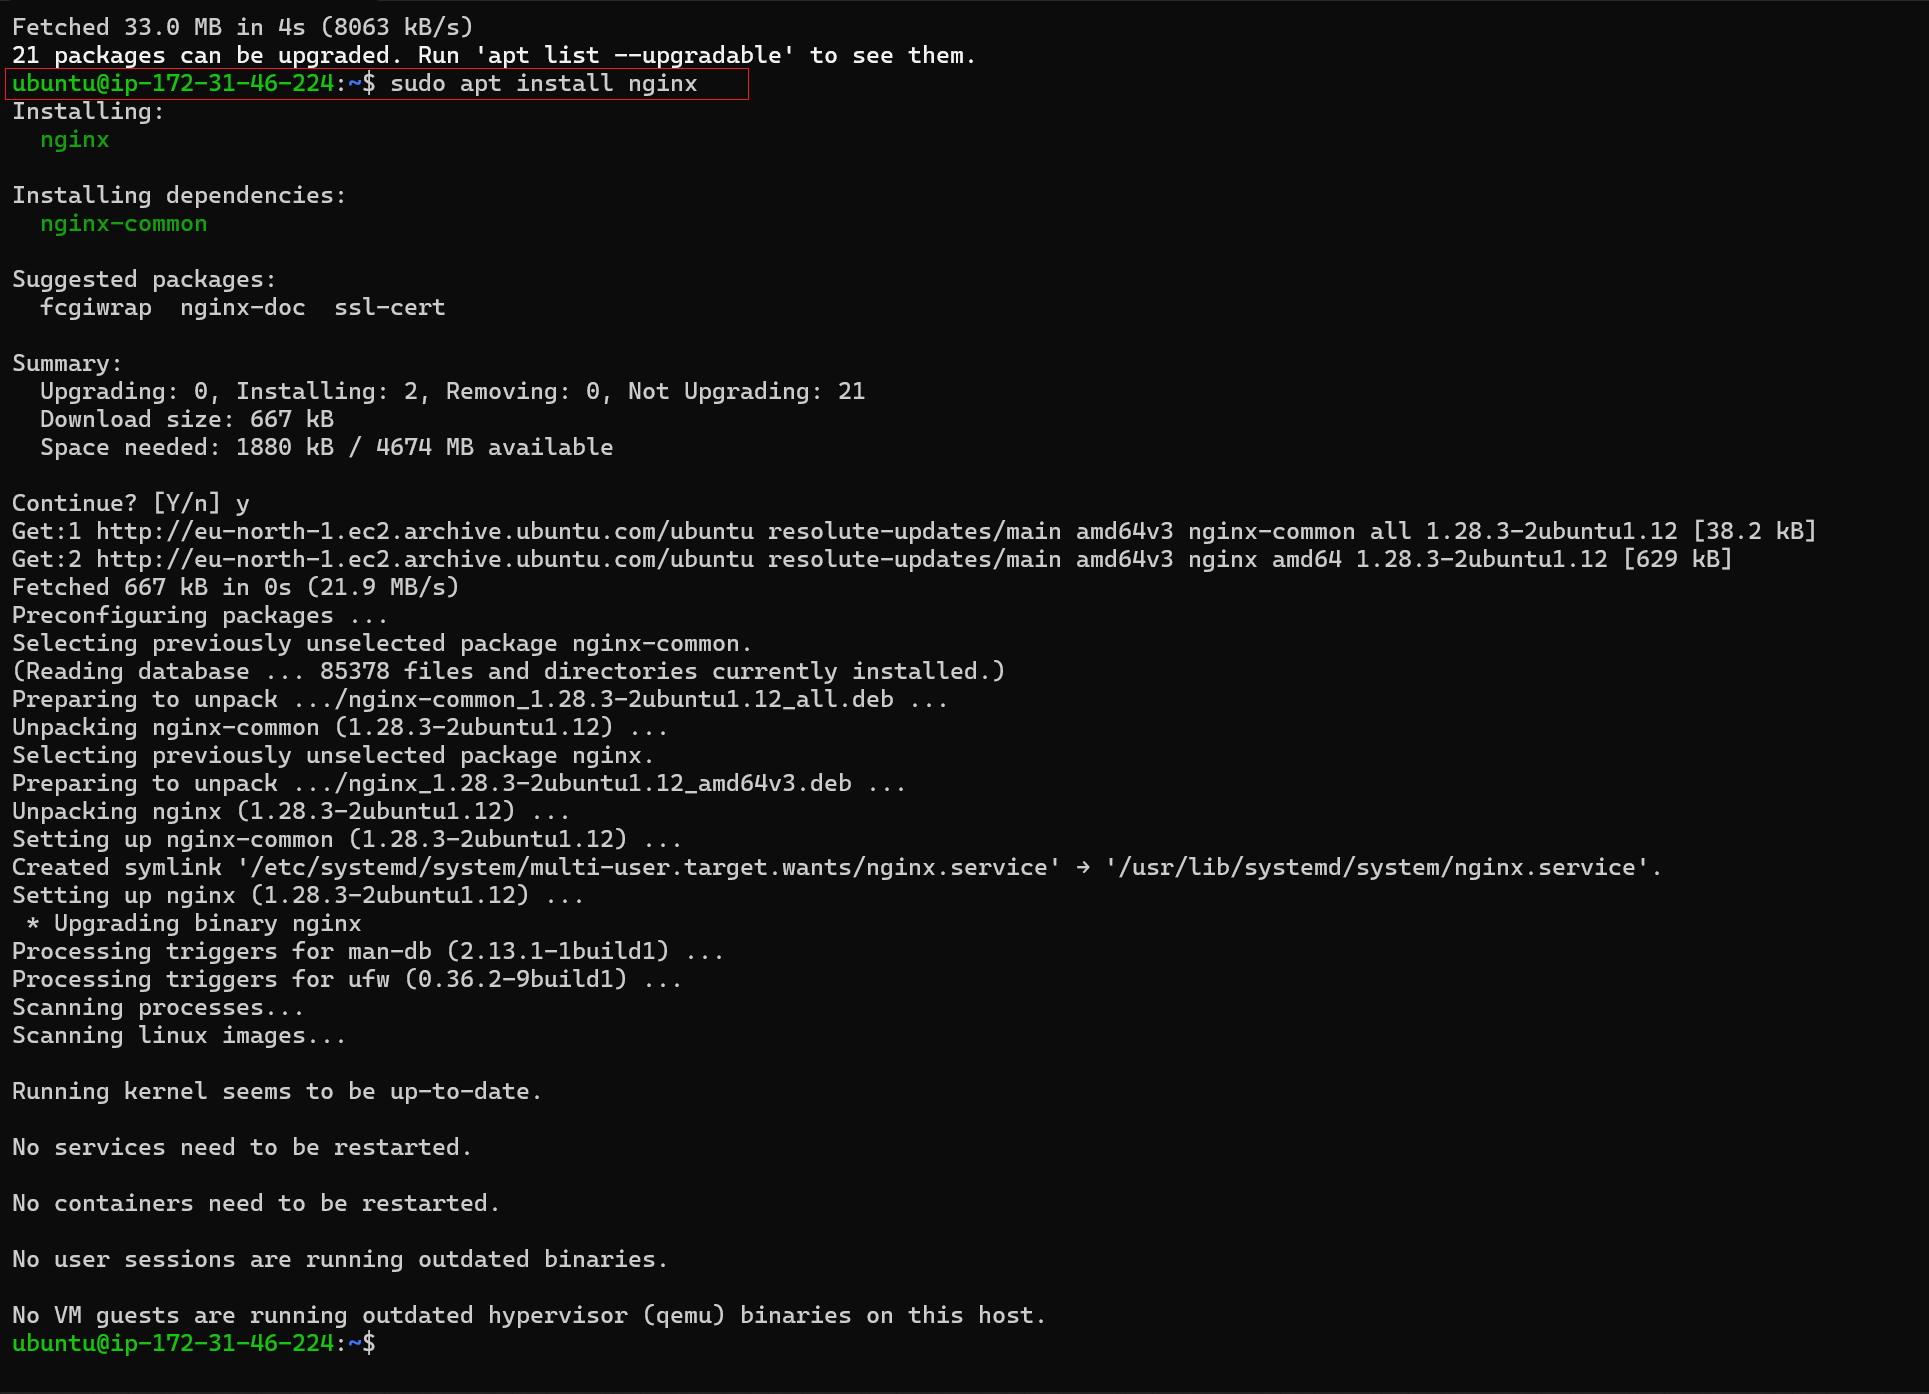 Fetched 33.0 MB in 4s (8063 kB/s)
21 packages can be upgraded. Run 'apt list --upgradable' to see them.
ubuntu@ip-172-31-46-224:~$ sudo apt install nginx
Installing:
  nginx

Installing dependencies:
  nginx-common

Suggested packages:
  fcgiwrap  nginx-doc  ssl-cert

Summary:
  Upgrading: 0, Installing: 2, Removing: 0, Not Upgrading: 21
  Download size: 667 kB
  Space needed: 1880 kB / 4674 MB available

Continue? [Y/n] y
Get:1 http://eu-north-1.ec2.archive.ubuntu.com/ubuntu resolute-updates/main amd64v3 nginx-common all 1.28.3-2ubuntu1.12 [38.2 kB]
Get:2 http://eu-north-1.ec2.archive.ubuntu.com/ubuntu resolute-updates/main amd64v3 nginx amd64 1.28.3-2ubuntu1.12 [629 kB]
Fetched 667 kB in 0s (21.9 MB/s)
Preconfiguring packages ...
Selecting previously unselected package nginx-common.
(Reading database ... 85378 files and directories currently installed.)
Preparing to unpack .../nginx-common_1.28.3-2ubuntu1.12_all.deb ...
Unpacking nginx-common (1.28.3-2ubuntu1.12) ...
Selecting previously unselected package nginx.
Preparing to unpack .../nginx_1.28.3-2ubuntu1.12_amd64v3.deb ...
Unpacking nginx (1.28.3-2ubuntu1.12) ...
Setting up nginx-common (1.28.3-2ubuntu1.12) ...
Created symlink '/etc/systemd/system/multi-user.target.wants/nginx.service' → '/usr/lib/systemd/system/nginx.service'.
Setting up nginx (1.28.3-2ubuntu1.12) ...
 * Upgrading binary nginx
Processing triggers for man-db (2.13.1-1build1) ...
Processing triggers for ufw (0.36.2-9build1) ...
Scanning processes...
Scanning linux images...

Running kernel seems to be up-to-date.

No services need to be restarted.

No containers need to be restarted.

No user sessions are running outdated binaries.

No VM guests are running outdated hypervisor (qemu) binaries on this host.
ubuntu@ip-172-31-46-224:~$